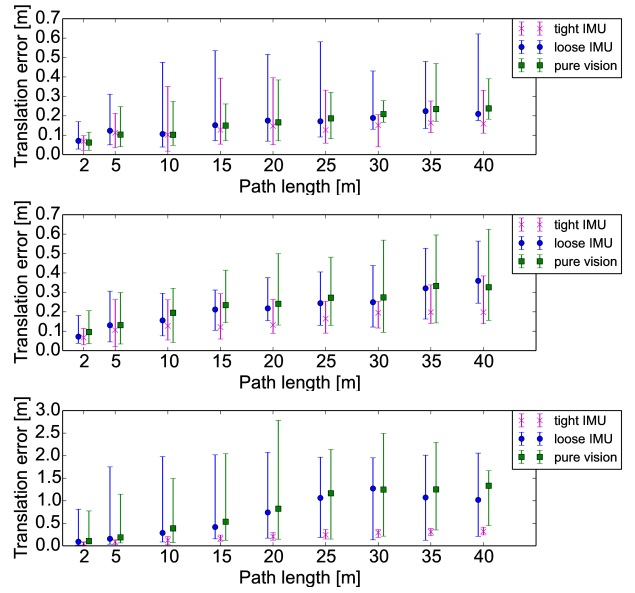 Translation error [m]
0.7
0.6
0.5
0.4
0.3
0.2
0.1
0.0
2 5 10 15 20 25 30 35 40
Path length [m]
tight IMU
loose IMU
pure vision
Translation error [m]
0.7
0.6
0.5
0.4
0.3
0.2
0.1
0.0
2 5 10 15 20 25 30 35 40
Path length [m]
tight IMU
loose IMU
pure vision
Translation error [m]
3.0
2.5
2.0
1.5
1.0
0.5
0.0
2 5 10 15 20 25 30 35 40
Path length [m]
tight IMU
loose IMU
pure vision